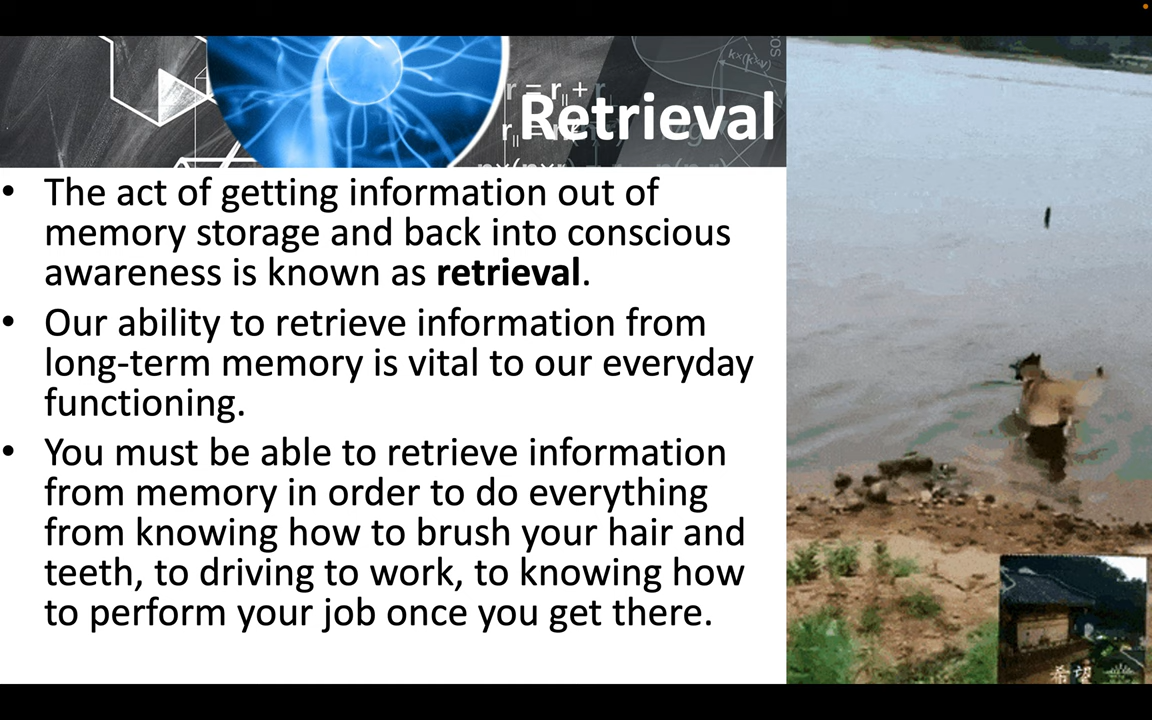 Retrieval
• The act of getting information out of
memory storage and back into conscious
awareness is known as retrieval.
• Our ability to retrieve information from
long-term memory is vital to our everyday
functioning.
• You must be able to retrieve information
from memory in order to do everything
from knowing how to brush your hair and
teeth, to driving to work, to knowing how
to perform your job once you get there.
希望